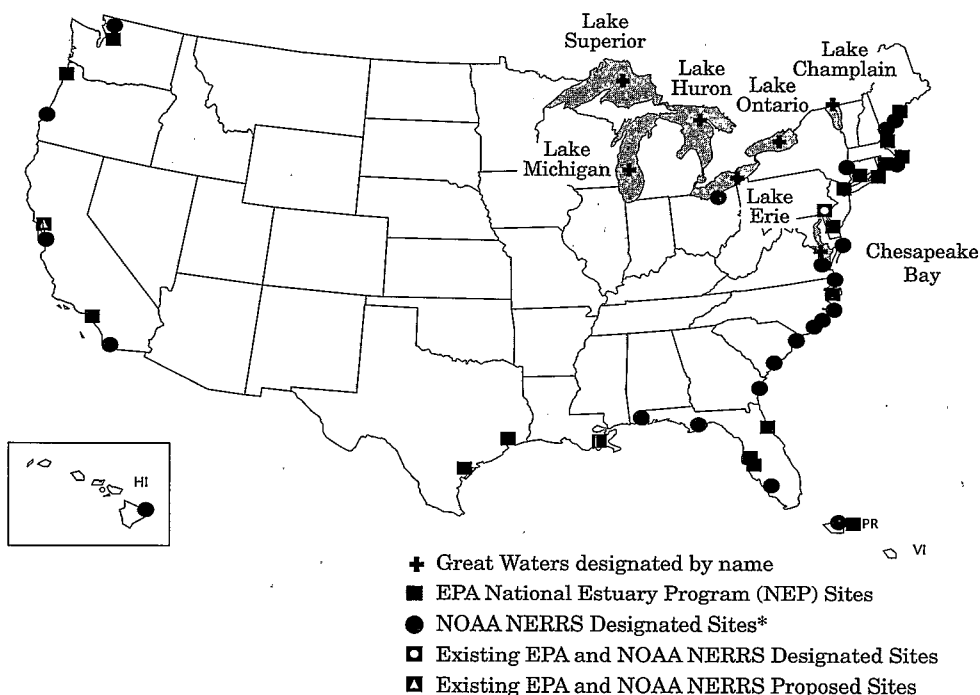 Lake
Superior
Lake
Huron
Lake
Champlain
Lake
Ontario
Lake
Michigan
Lake
Erie
Chesapeake
Bay
HI
PR
VI
Great Waters designated by name
EPA National Estuary Program (NEP) Sites
NOAA NERRS Designated Sites*
Existing EPA and NOAA NERRS Designated Sites
Existing EPA and NOAA NERRS Proposed Sites